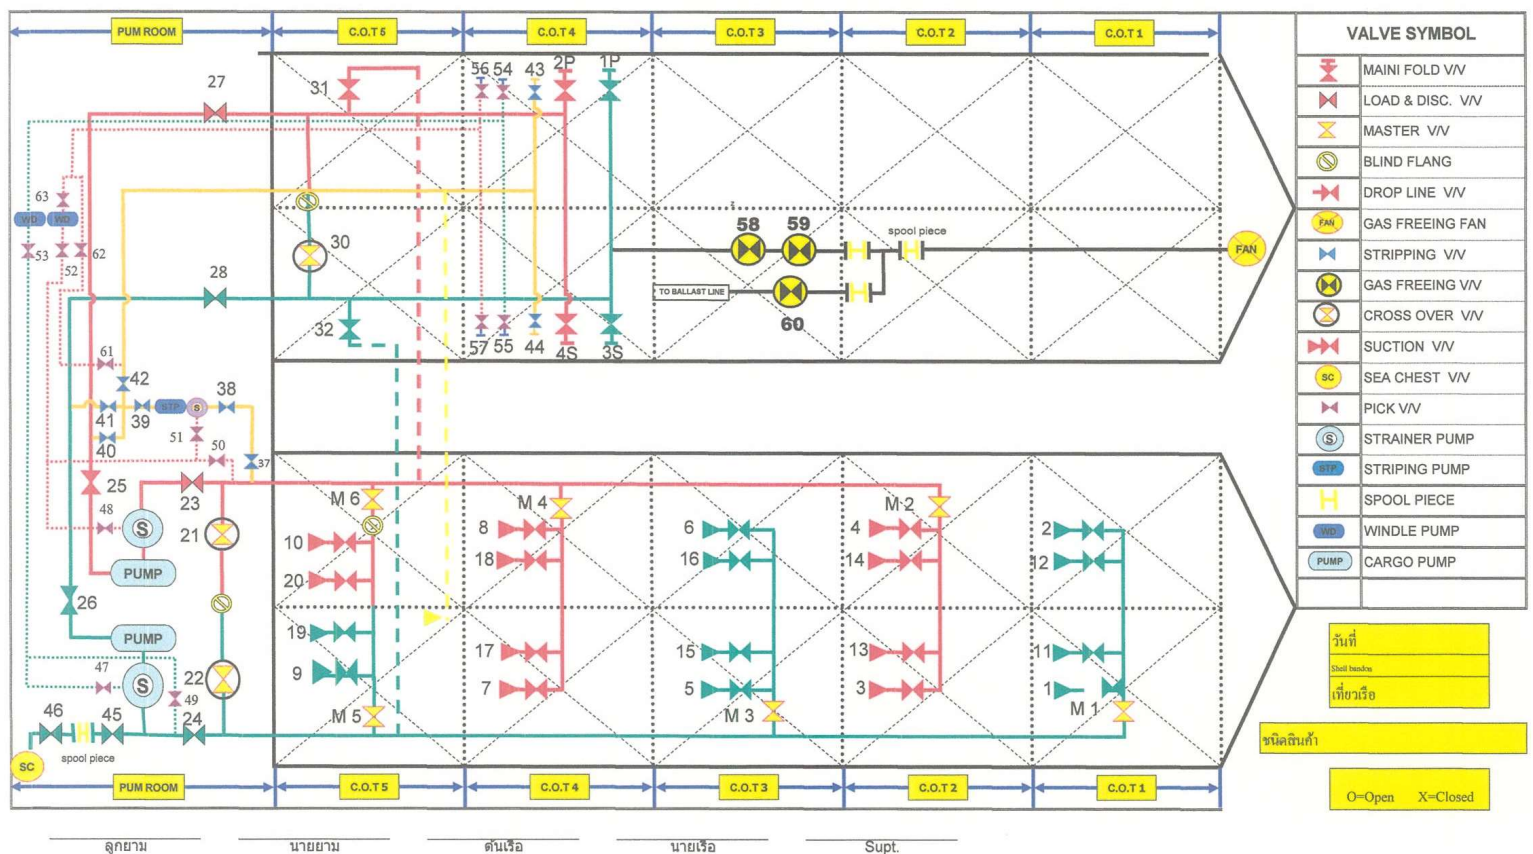 PUM ROOM C.O.T 5 C.O.T 4 C.O.T 3 C.O.T 2 C.O.T 1
VALVE SYMBOL
MAINI FOLD V/V
LOAD & DISC. V/V
MASTER V/V
BLIND FLANG
DROP LINE V/V
FAN GAS FREEING FAN
STRIPPING V/V
GAS FREEING V/V
CROSS OVER V/V
SUCTION V/V
SC SEA CHEST V/V
PICK V/V
S STRAINER PUMP
STP STRIPING PUMP
SPOOL PIECE
WD WINDLE PUMP
PUMP CARGO PUMP
27 31 56 54 43 2P 1P
63
WD WD
53 52 62
30
58 59
spool piece
FAN
28
TO BALLAST LINE
60
32
57 55 44 4S 3S
61
42
STP S 38
41 39
51
40
50
37
25 23
48 S 21
PUMP
26
PUMP
47 S 22
49
46 45 24
spool piece
SC
M 6 M 4 M 2
10 8 6 4 2
20 18 16 14 12
19 17 15 13 11
9 7 5 3 1
M 5 M 3 M 1
PUM ROOM C.O.T 5 C.O.T 4 C.O.T 3 C.O.T 2 C.O.T 1
วันที่
Shell bundon
เที่ยวเรือ
ชนิดสินค้า
O=Open X=Closed
ลูกยาม นายยาม ต้นเรือ นายเรือ Supt.